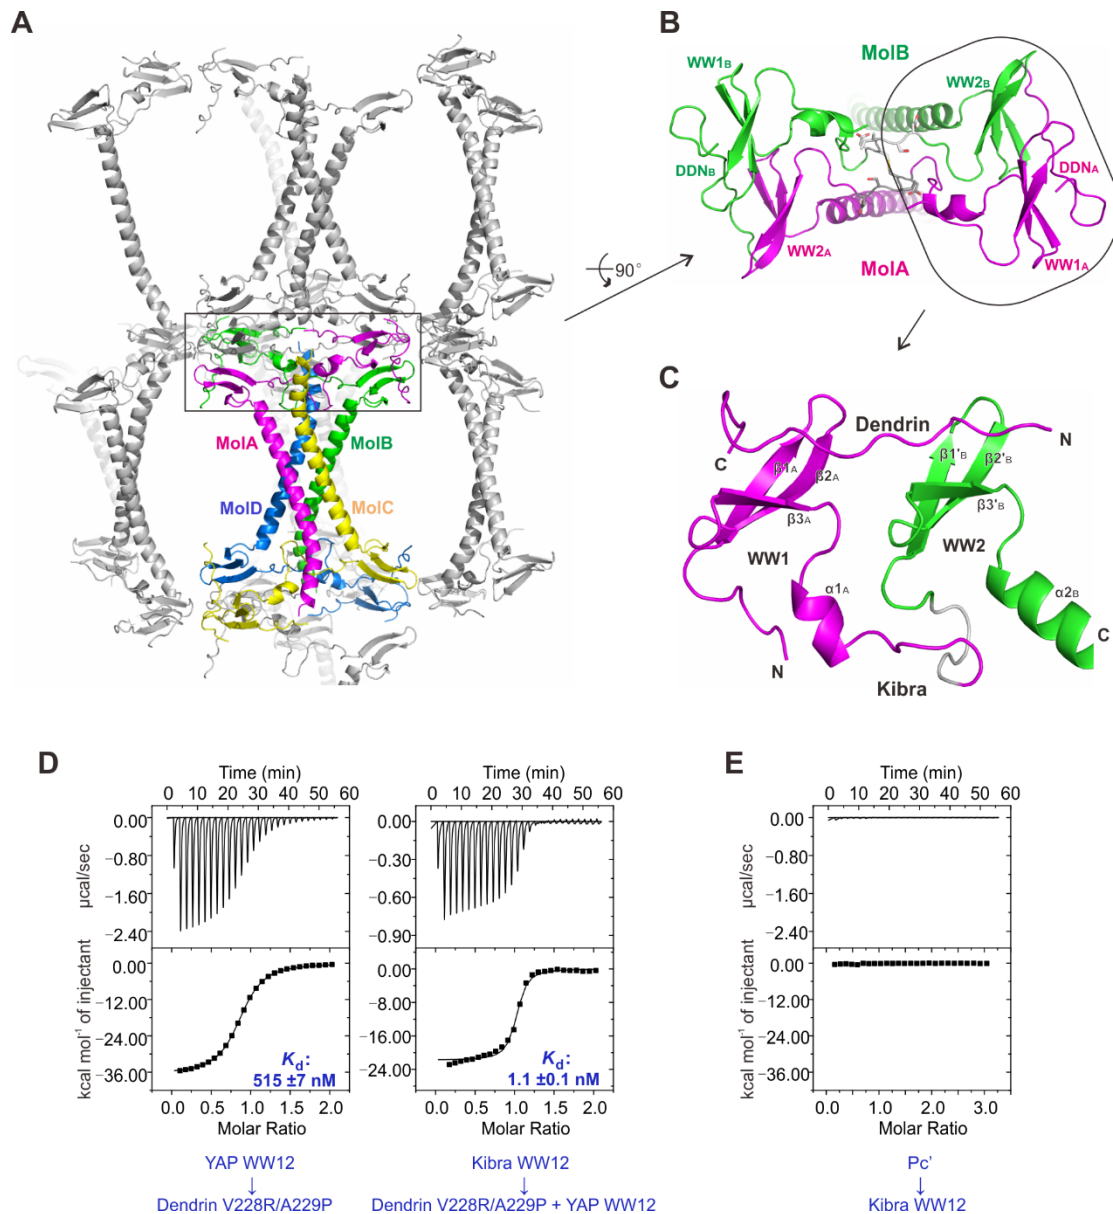 A
MolA
MolB
MolD
MolC
90°
B
MolB
WW1B
WW2B
DDNB
DDNA
WW2A
MolA
WW1A
C
Dendrin
N
C
β1A
β2A
β3A
β1'B
β2'B
β3'B
WW1
WW2
α1A
α2B
N
C
Kibra
D
Time (min)
0 10 20 30 40 50 60
0.00
−0.80
−1.60
−2.40
µcal/sec
0.00
−12.00
−24.00
−36.00
kcal mol⁻¹ of injectant
Kd:
515 ±7 nM
0.0 0.5 1.0 1.5 2.0
Molar Ratio
YAP WW12
↓
Dendrin V228R/A229P
Time (min)
0 10 20 30 40 50 60
0.00
−0.30
−0.60
−0.90
0.00
−8.00
−16.00
−24.00
Kd:
1.1 ±0.1 nM
0.0 0.5 1.0 1.5 2.0
Molar Ratio
Kibra WW12
↓
Dendrin V228R/A229P + YAP WW12
E
Time (min)
0 10 20 30 40 50 60
0.00
−0.80
−1.60
−2.40
µcal/sec
0.00
−12.00
−24.00
−36.00
kcal mol⁻¹ of injectant
0.0 1.0 2.0 3.0
Molar Ratio
Pc'
↓
Kibra WW12